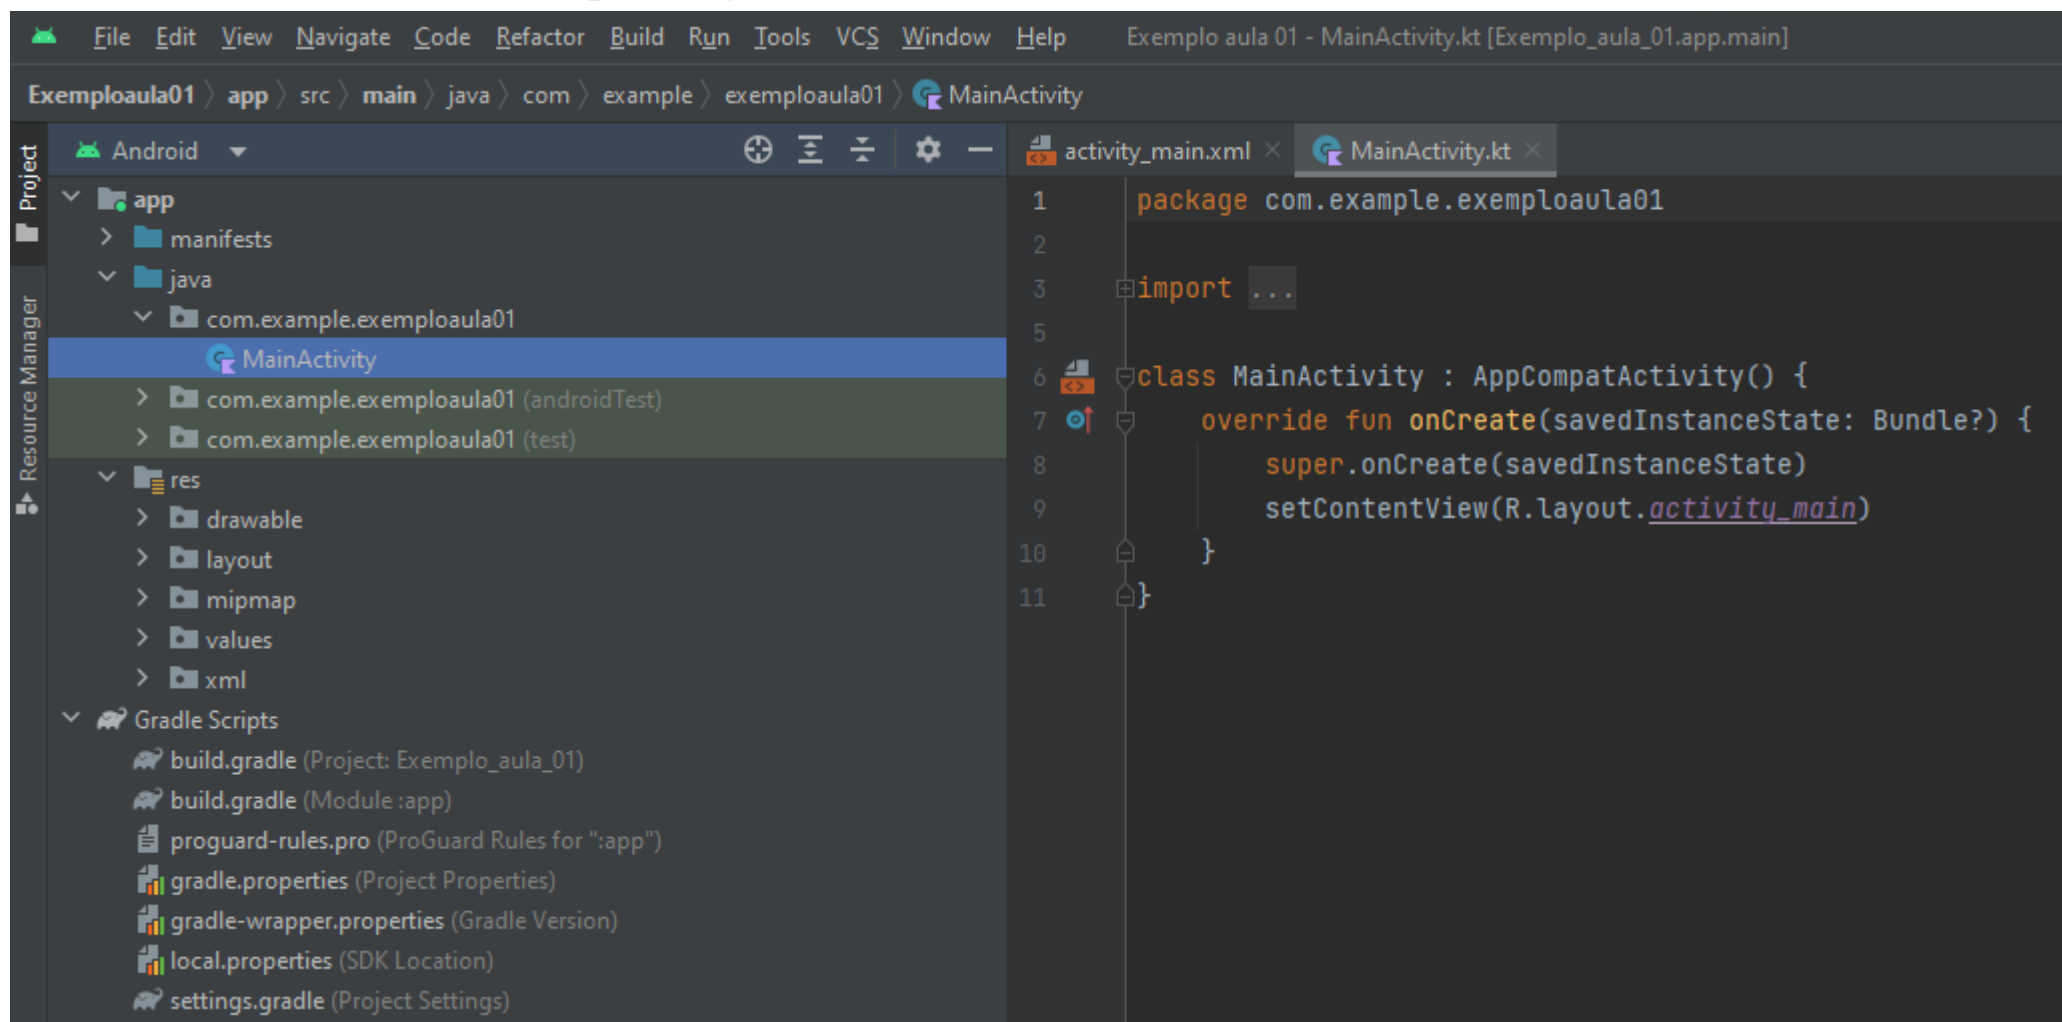 File Edit View Navigate Code Refactor Build Run Tools VCS Window Help Exemplo aula 01 - MainActivity.kt [Exemplo_aula_01.app.main]
Exemploaula01 app src main java com example exemploaula01 MainActivity
Project
Resource Manager
Android
app
manifests
java
com.example.exemploaula01
MainActivity
com.example.exemploaula01 (androidTest)
com.example.exemploaula01 (test)
res
drawable
layout
mipmap
values
xml
Gradle Scripts
build.gradle (Project: Exemplo_aula_01)
build.gradle (Module :app)
proguard-rules.pro (ProGuard Rules for ":app")
gradle.properties (Project Properties)
gradle-wrapper.properties (Gradle Version)
local.properties (SDK Location)
settings.gradle (Project Settings)
activity_main.xml MainActivity.kt
1 package com.example.exemploaula01
2
3 import ...
5
6 class MainActivity : AppCompatActivity() {
7 override fun onCreate(savedInstanceState: Bundle?) {
8 super.onCreate(savedInstanceState)
9 setContentView(R.layout.activity_main)
10 }
11 }